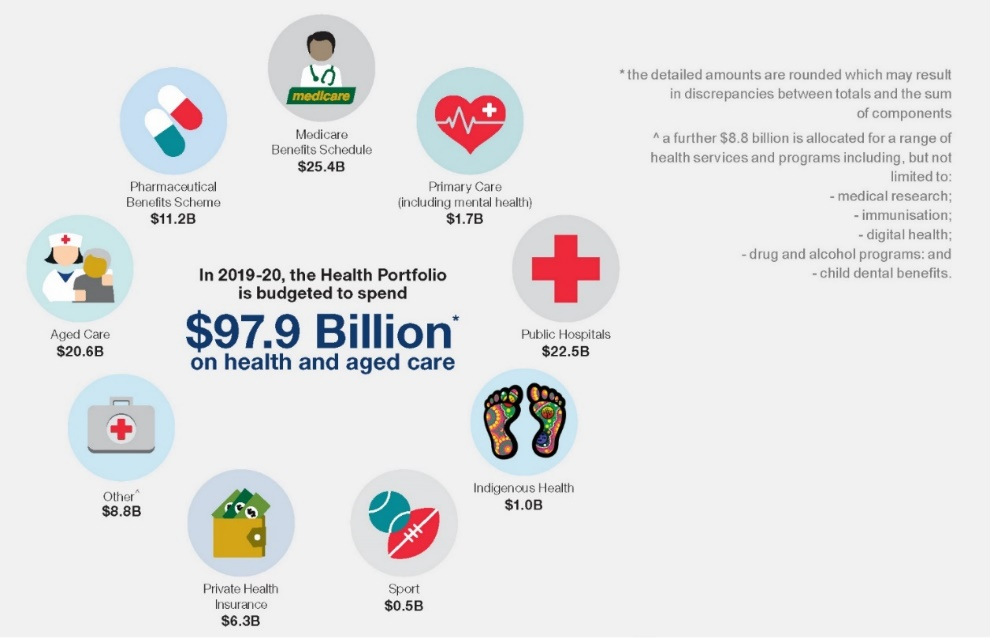 medicare
Medicare
Benefits Schedule
$25.4B
Primary Care
(including mental health)
$1.7B
Public Hospitals
$22.5B
Indigenous Health
$1.0B
Sport
$0.5B
Private Health
Insurance
$6.3B
Other^
$8.8B
Aged Care
$20.6B
Pharmaceutical
Benefits Scheme
$11.2B
In 2019-20, the Health Portfolio
is budgeted to spend
$97.9 Billion*
on health and aged care
* the detailed amounts are rounded which may result
in discrepancies between totals and the sum
of components
^ a further $8.8 billion is allocated for a range of
health services and programs including, but not
limited to:
- medical research;
- immunisation;
- digital health;
- drug and alcohol programs: and
- child dental benefits.